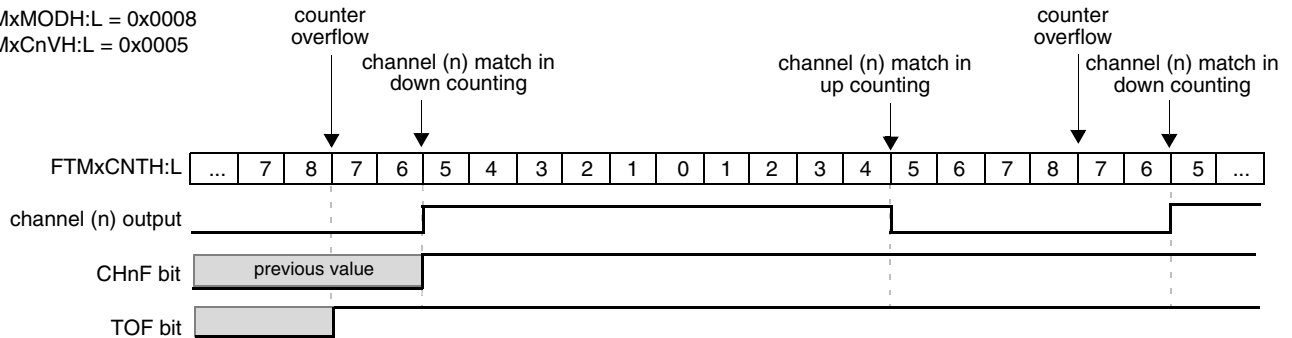 MxMODH:L = 0x0008
MxCnVH:L = 0x0005
counter
overflow
channel (n) match in
down counting
channel (n) match in
up counting
counter
overflow
channel (n) match in
down counting
FTMxCNTH:L ... 7 8 7 6 5 4 3 2 1 0 1 2 3 4 5 6 7 8 7 6 5 ...
channel (n) output
CHnF bit previous value
TOF bit